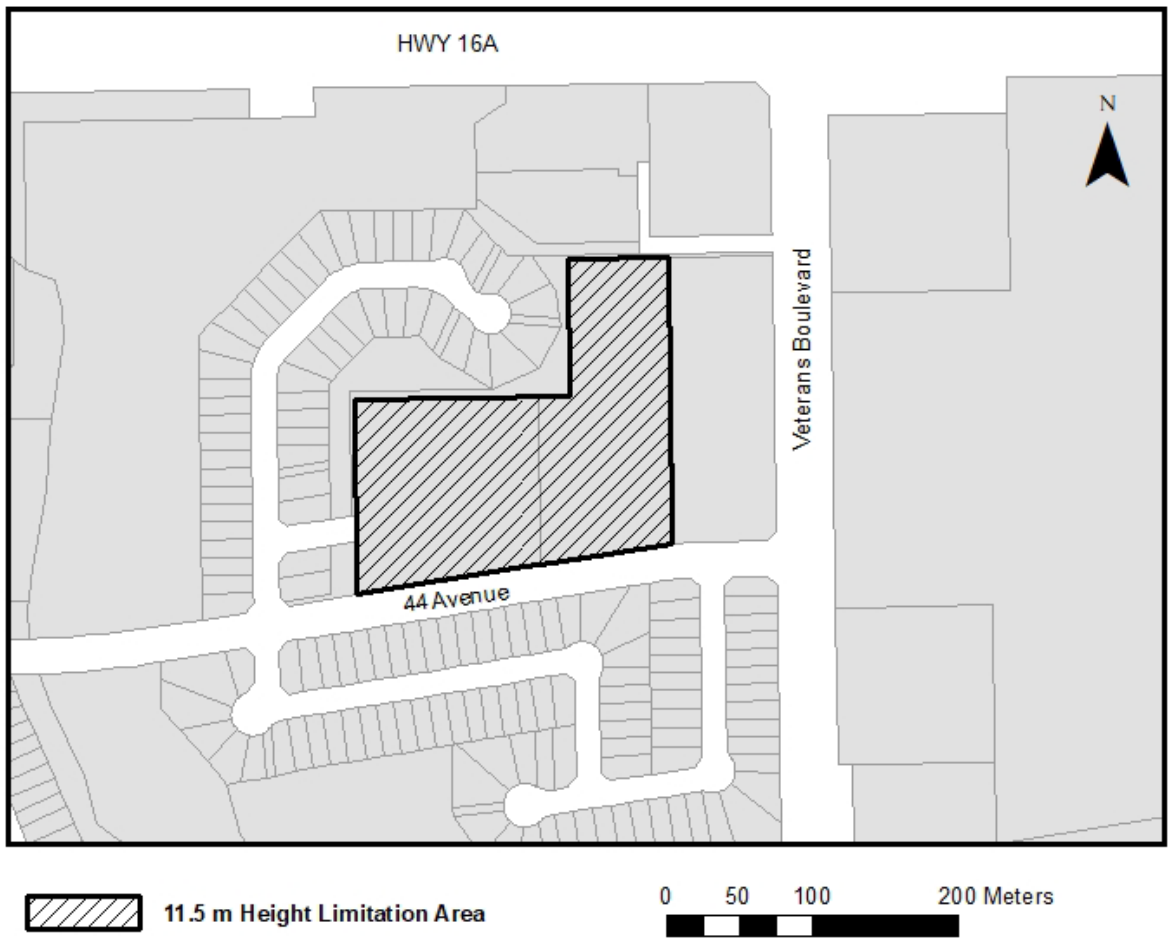 HWY 16A
N
Veterans Boulevard
44 Avenue
11.5 m Height Limitation Area
0 50 100 200 Meters